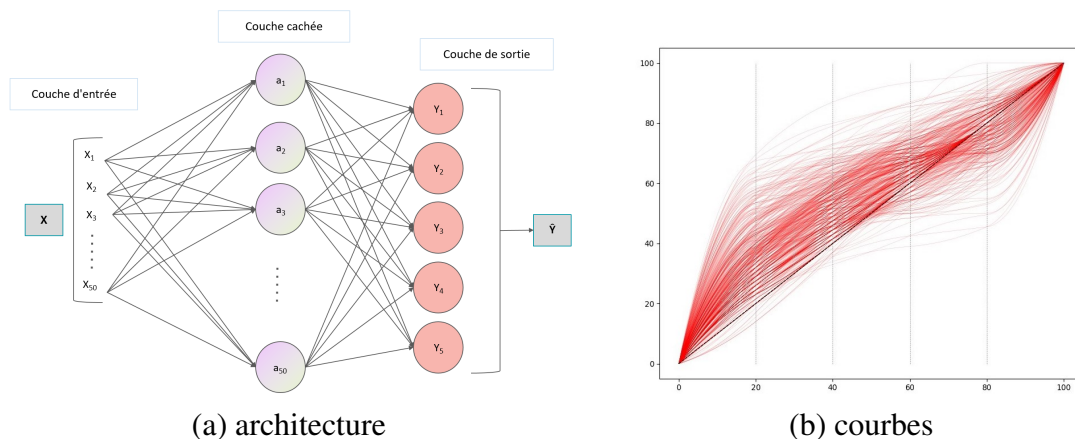 Couche cachée
Couche de sortie
Couche d'entrée
X
X₁
X₂
X₃
X₅₀
a₁
a₂
a₃
a₅₀
Y₁
Y₂
Y₃
Y₄
Y₅
Ŷ
(a) architecture
100
80
60
40
20
0
0 20 40 60 80 100
(b) courbes